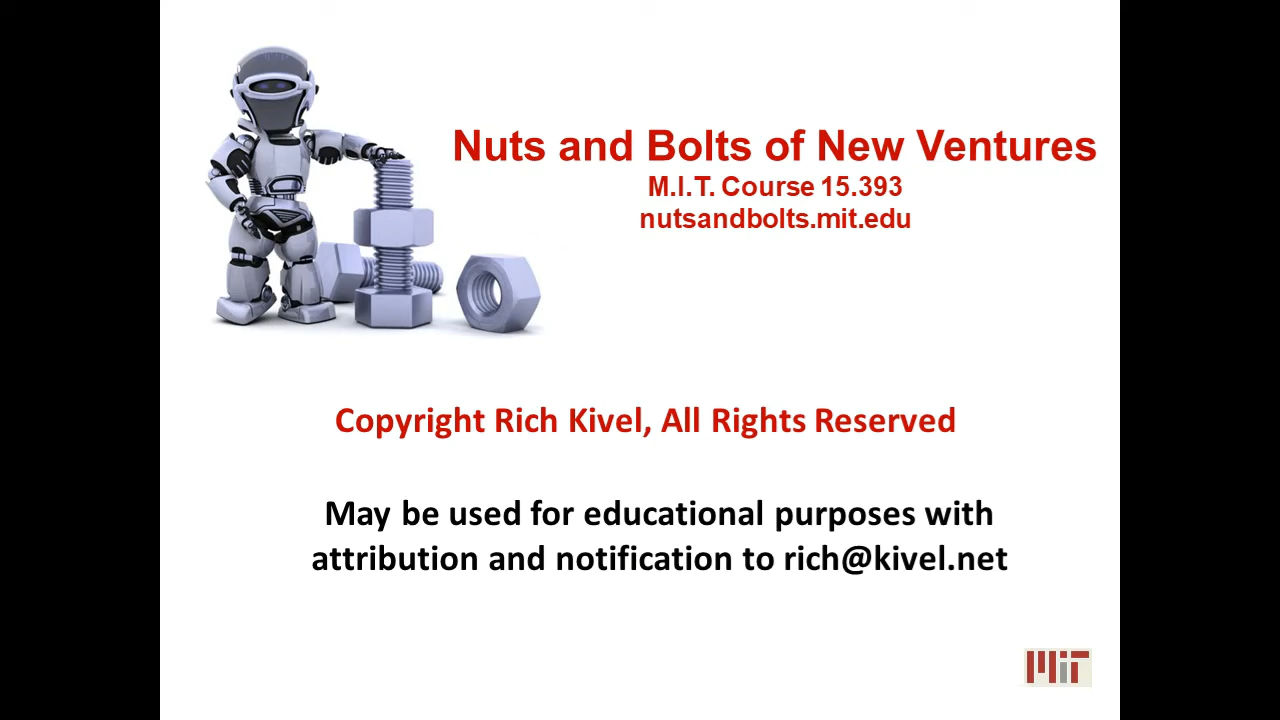 Nuts and Bolts of New Ventures
M.I.T. Course 15.393
nutsandbolts.mit.edu
Copyright Rich Kivel, All Rights Reserved
May be used for educational purposes with
attribution and notification to rich@kivel.net
MIT